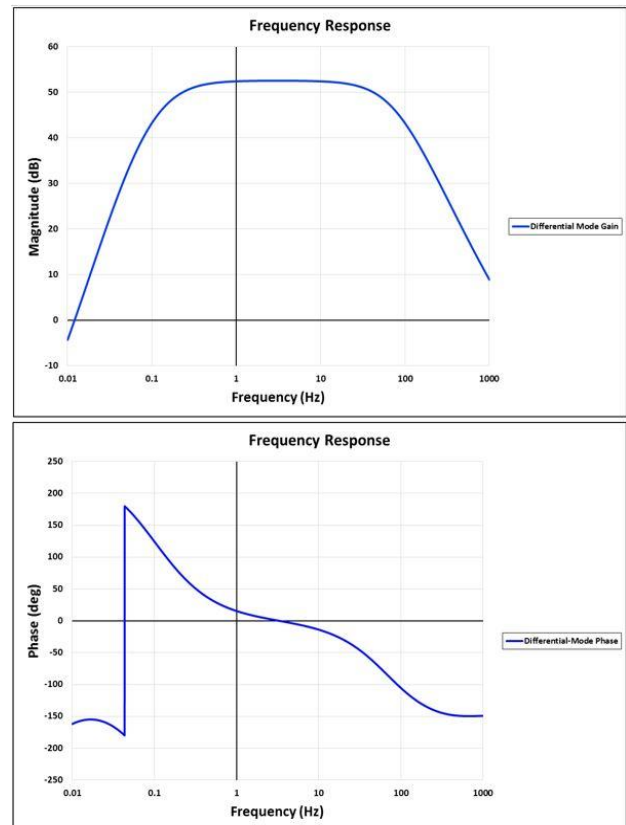 Frequency Response
60
50
40
30
20
10
0
-10
Magnitude (dB)
0.01 0.1 1 10 100 1000
Frequency (Hz)
Differential Mode Gain
Frequency Response
250
200
150
100
50
0
-50
-100
-150
-200
-250
Phase (deg)
0.01 0.1 1 10 100 1000
Frequency (Hz)
Differential-Mode Phase